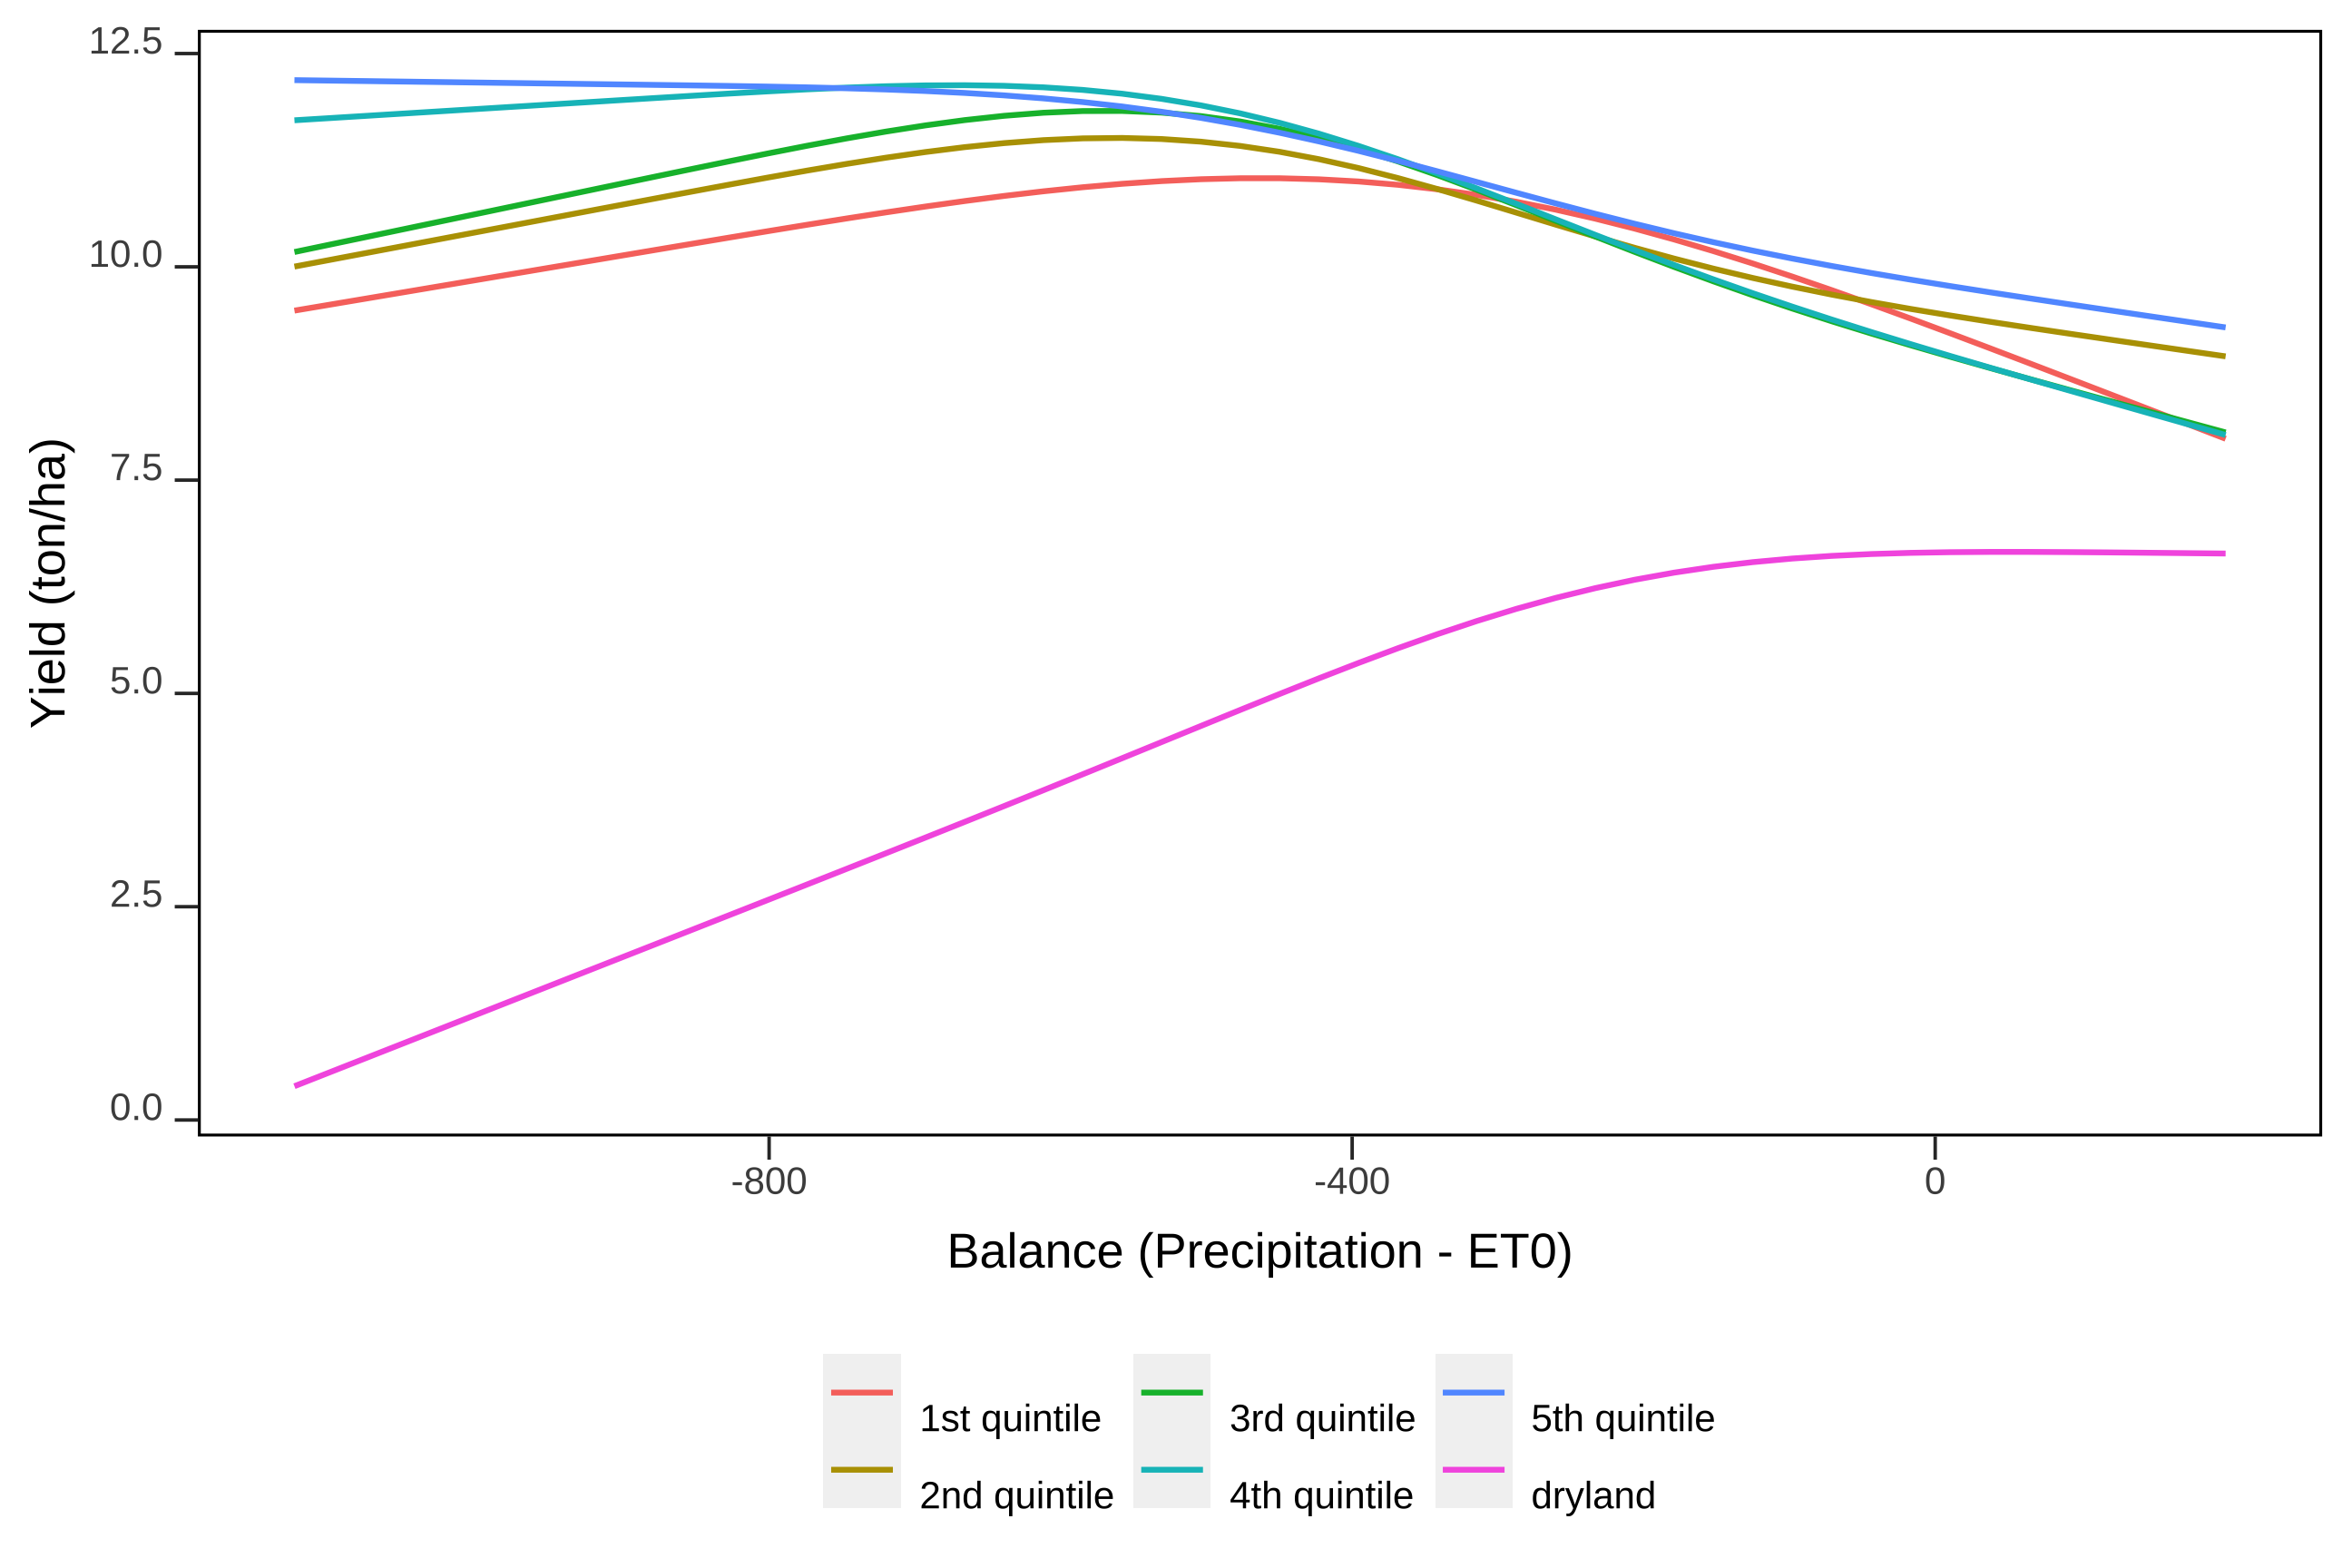 12.5
10.0
7.5
5.0
2.5
0.0
Yield (ton/ha)
-800 -400 0
Balance (Precipitation - ET0)
1st quintile 3rd quintile 5th quintile
2nd quintile 4th quintile dryland